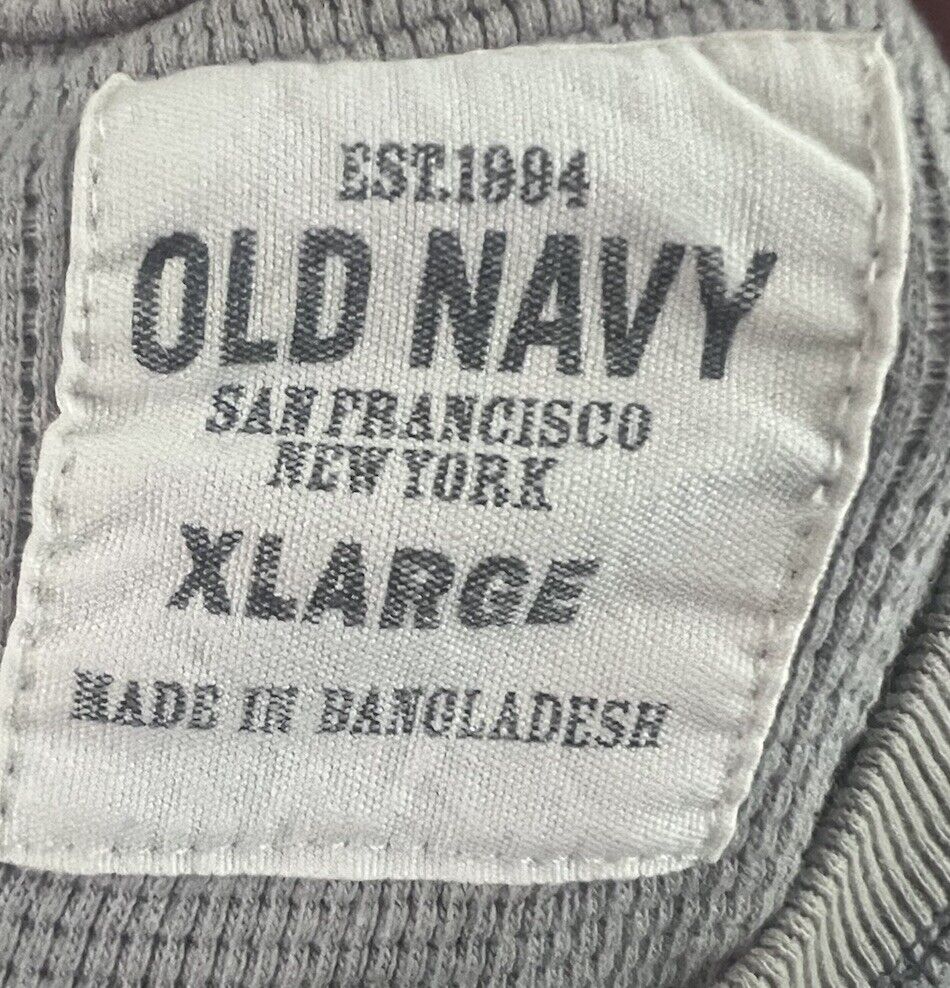 EST.1994
OLD NAVY
SAN FRANCISCO
NEW YORK
XLARGE
MADE IN BANGLADESH